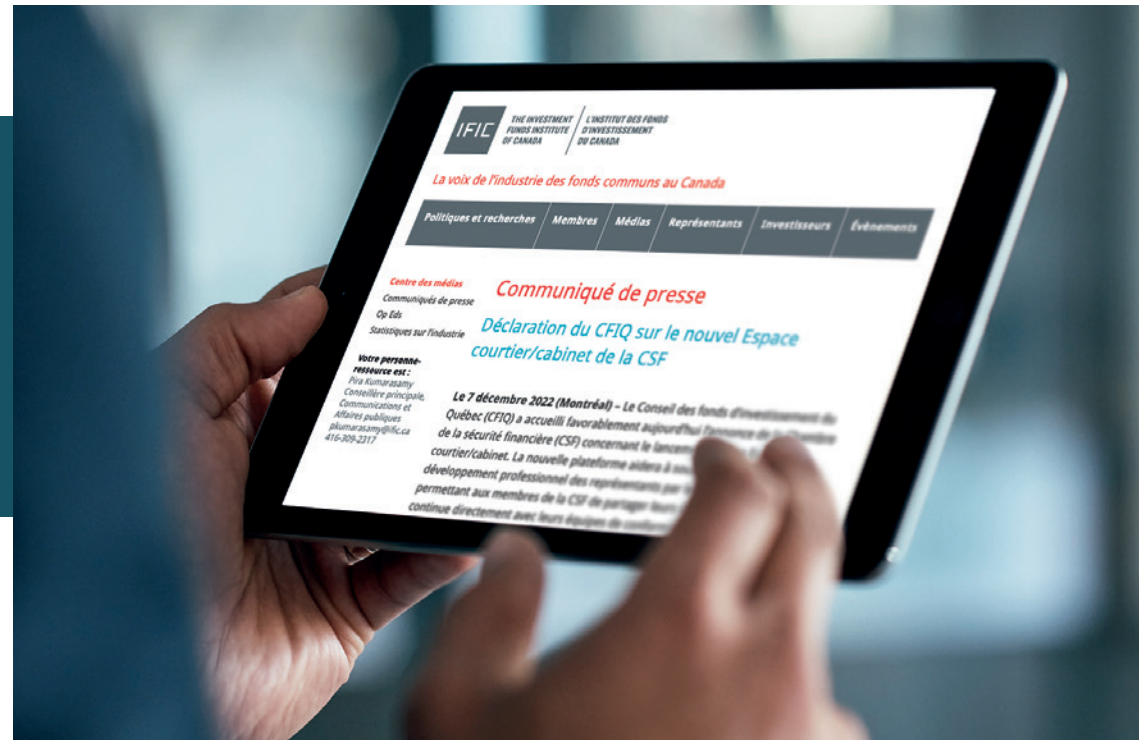 IFIC
THE INVESTMENT
FUNDS INSTITUTE
OF CANADA
L'INSTITUT DES FONDS
D'INVESTISSEMENT
DU CANADA
La voix de l'industrie des fonds communs au Canada
Politiques et recherches Membres Médias Représentants Investisseurs Évènements
Centre des médias
Communiqués de presse
Op Eds
Statistiques sur l'industrie
Votre personne-
ressource est :
Pira Kumarasamy
Conseillère principale,
Communications et
Affaires publiques
pkumarasamy@ific.ca
416-309-2317
Communiqué de presse
Déclaration du CFIQ sur le nouvel Espace
courtier/cabinet de la CSF
Le 7 décembre 2022 (Montréal) – Le Conseil des fonds d'investissement du
Québec (CFIQ) a accueilli favorablement aujourd'hui l'annonce de la Chambre
de la sécurité financière (CSF) concernant le lancement
courtier/cabinet. La nouvelle plateforme aidera à
développement professionnel des représentants par
permettant aux membres de la CSF de partager leurs
continue directement avec leurs équipes de conformité